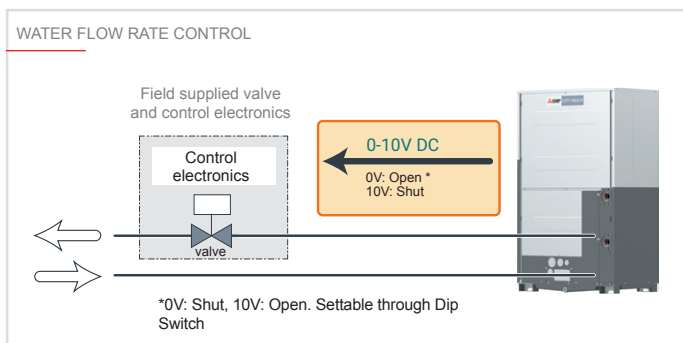 WATER FLOW RATE CONTROL
Field supplied valve
and control electronics
Control
electronics
valve
0-10V DC
0V: Open *
10V: Shut
*0V: Shut, 10V: Open. Settable through Dip
Switch